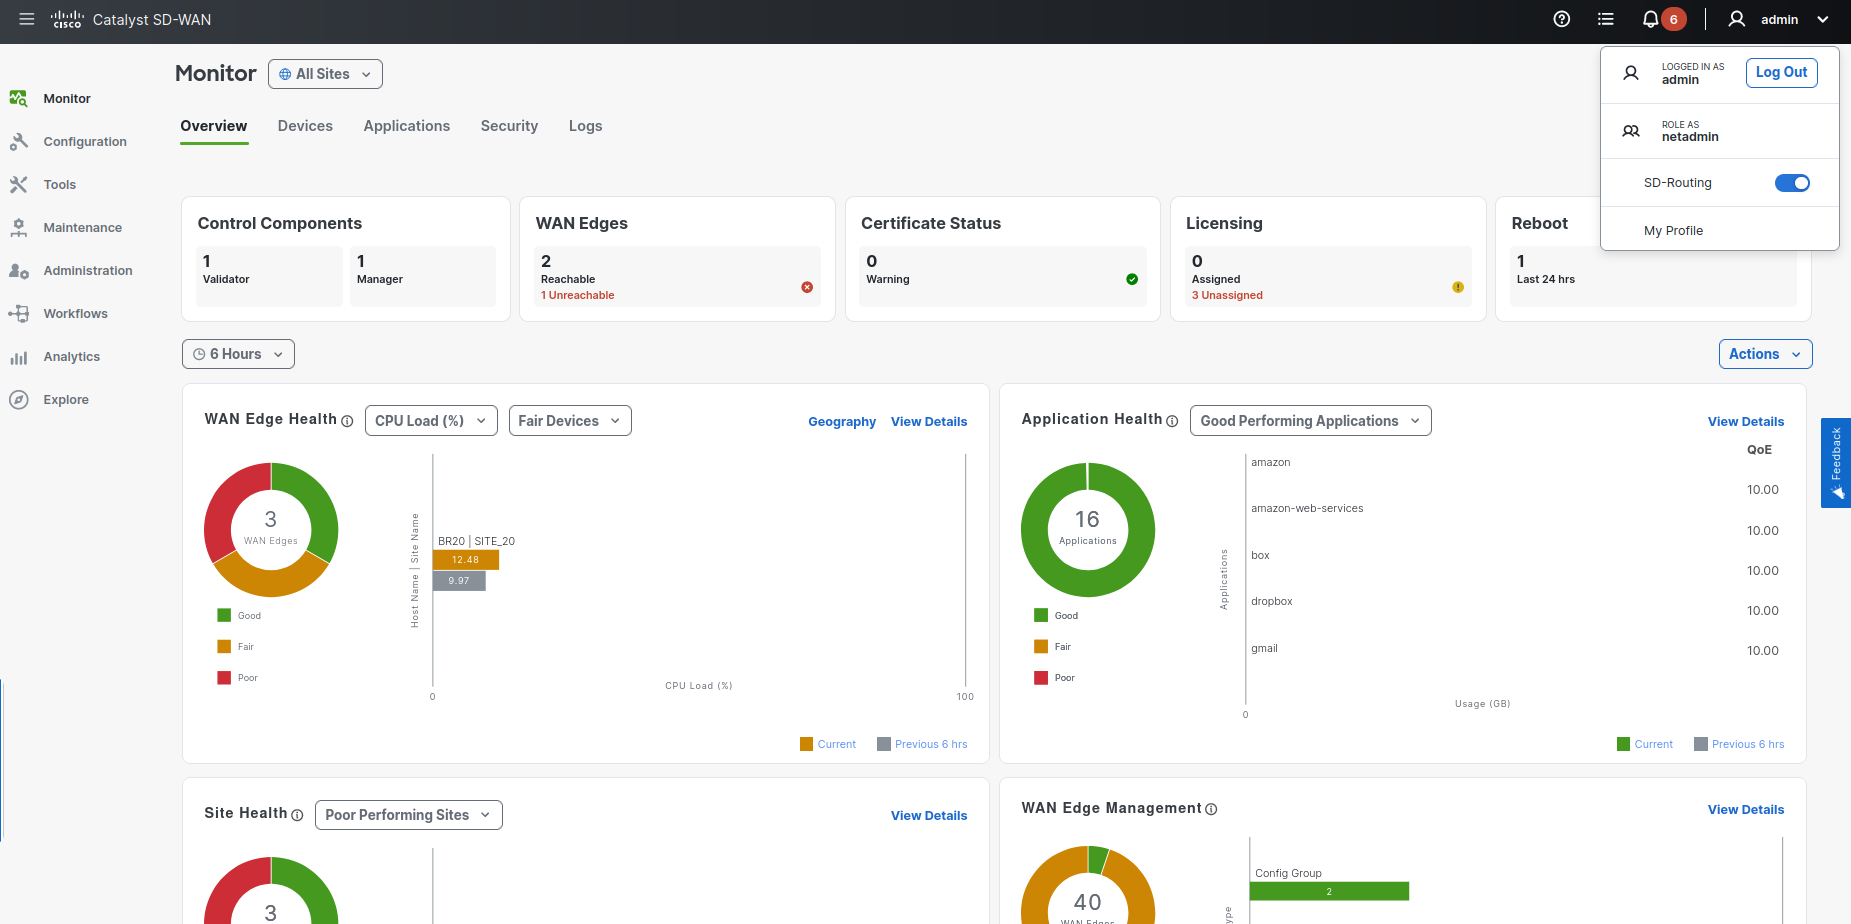 cisco Catalyst SD-WAN
6
admin
LOGGED IN AS
admin
Log Out
ROLE AS
netadmin
SD-Routing
My Profile
Monitor
Configuration
Tools
Maintenance
Administration
Workflows
Analytics
Explore
Monitor All Sites
Overview Devices Applications Security Logs
Control Components
1
Validator
1
Manager
WAN Edges
2
Reachable
1 Unreachable
Certificate Status
0
Warning
Licensing
0
Assigned
3 Unassigned
Reboot
1
Last 24 hrs
6 Hours
Actions
WAN Edge Health CPU Load (%) Fair Devices Geography View Details
3
WAN Edges
Good
Fair
Poor
Host Name | Site Name
BR20 | SITE_20
12.48
9.97
CPU Load (%)
0 100
Current Previous 6 hrs
Application Health Good Performing Applications View Details
QoE
16
Applications
Good
Fair
Poor
Applications
amazon
10.00
amazon-web-services
10.00
box
10.00
dropbox
10.00
gmail
10.00
Usage (GB)
0
Current Previous 6 hrs
Feedback
Site Health Poor Performing Sites View Details
3
WAN Edge Management View Details
40
WAN Edges
Config Group
2